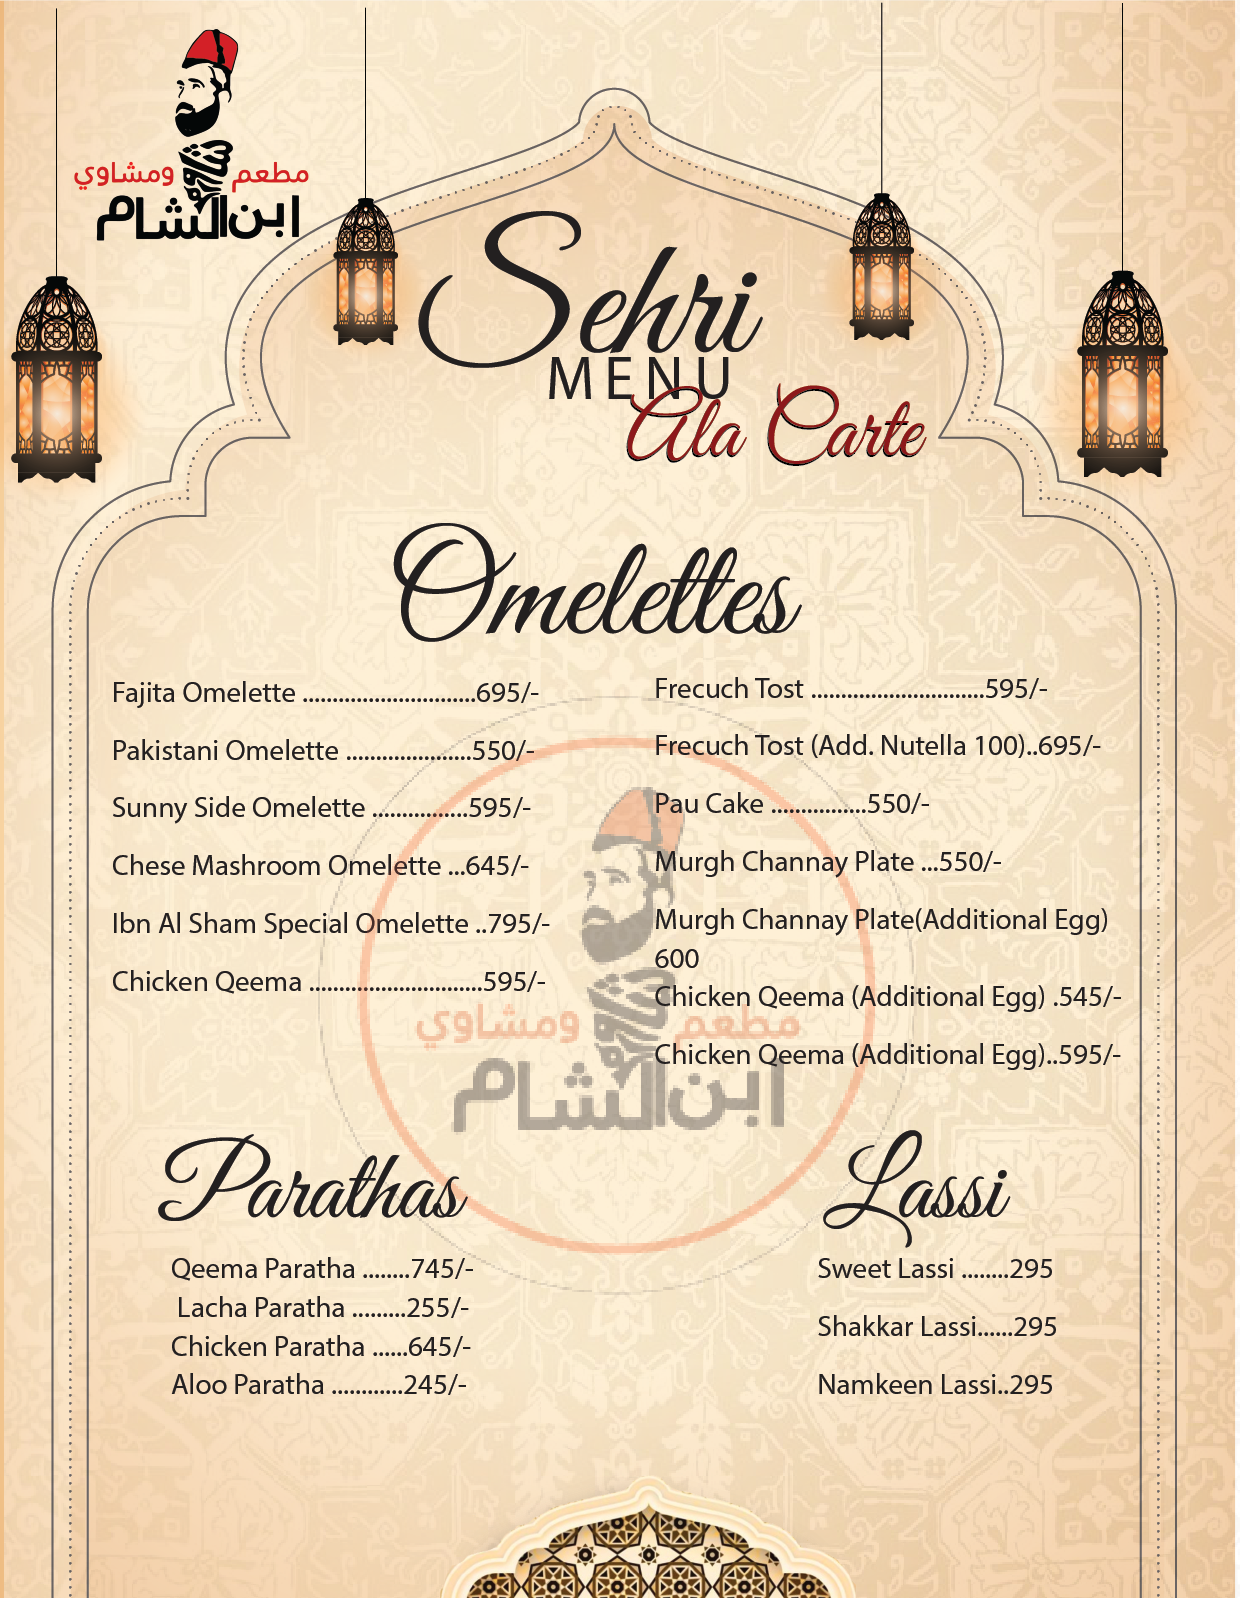 مطعم ومشاوي
ابن الشام
Sehri
MENU
Ala Carte
Omelettes
Fajita Omelette .............................695/-
Pakistani Omelette .....................550/-
Sunny Side Omelette ................595/-
Chese Mashroom Omelette ...645/-
Ibn Al Sham Special Omelette ..795/-
Chicken Qeema .............................595/-
Frecuch Tost .............................595/-
Frecuch Tost (Add. Nutella 100)..695/-
Pau Cake ................550/-
Murgh Channay Plate ...550/-
Murgh Channay Plate(Additional Egg)
600
Chicken Qeema (Additional Egg) .545/-
Chicken Qeema (Additional Egg)..595/-
مطعم ومشاوي
ابن الشام
Parathas
Qeema Paratha ........745/-
Lacha Paratha .........255/-
Chicken Paratha ......645/-
Aloo Paratha ............245/-
Lassi
Sweet Lassi ........295
Shakkar Lassi......295
Namkeen Lassi..295